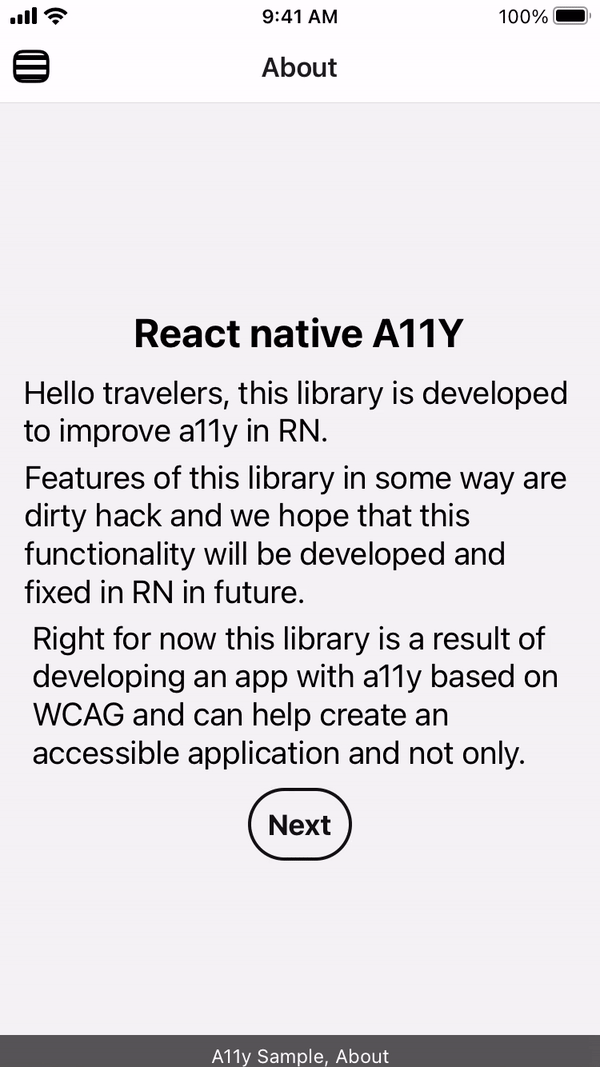 9:41 AM
100%
About
React native A11Y
Hello travelers, this library is developed
to improve a11y in RN.
Features of this library in some way are
dirty hack and we hope that this
functionality will be developed and
fixed in RN in future.
Right for now this library is a result of
developing an app with a11y based on
WCAG and can help create an
accessible application and not only.
Next
A11y Sample, About